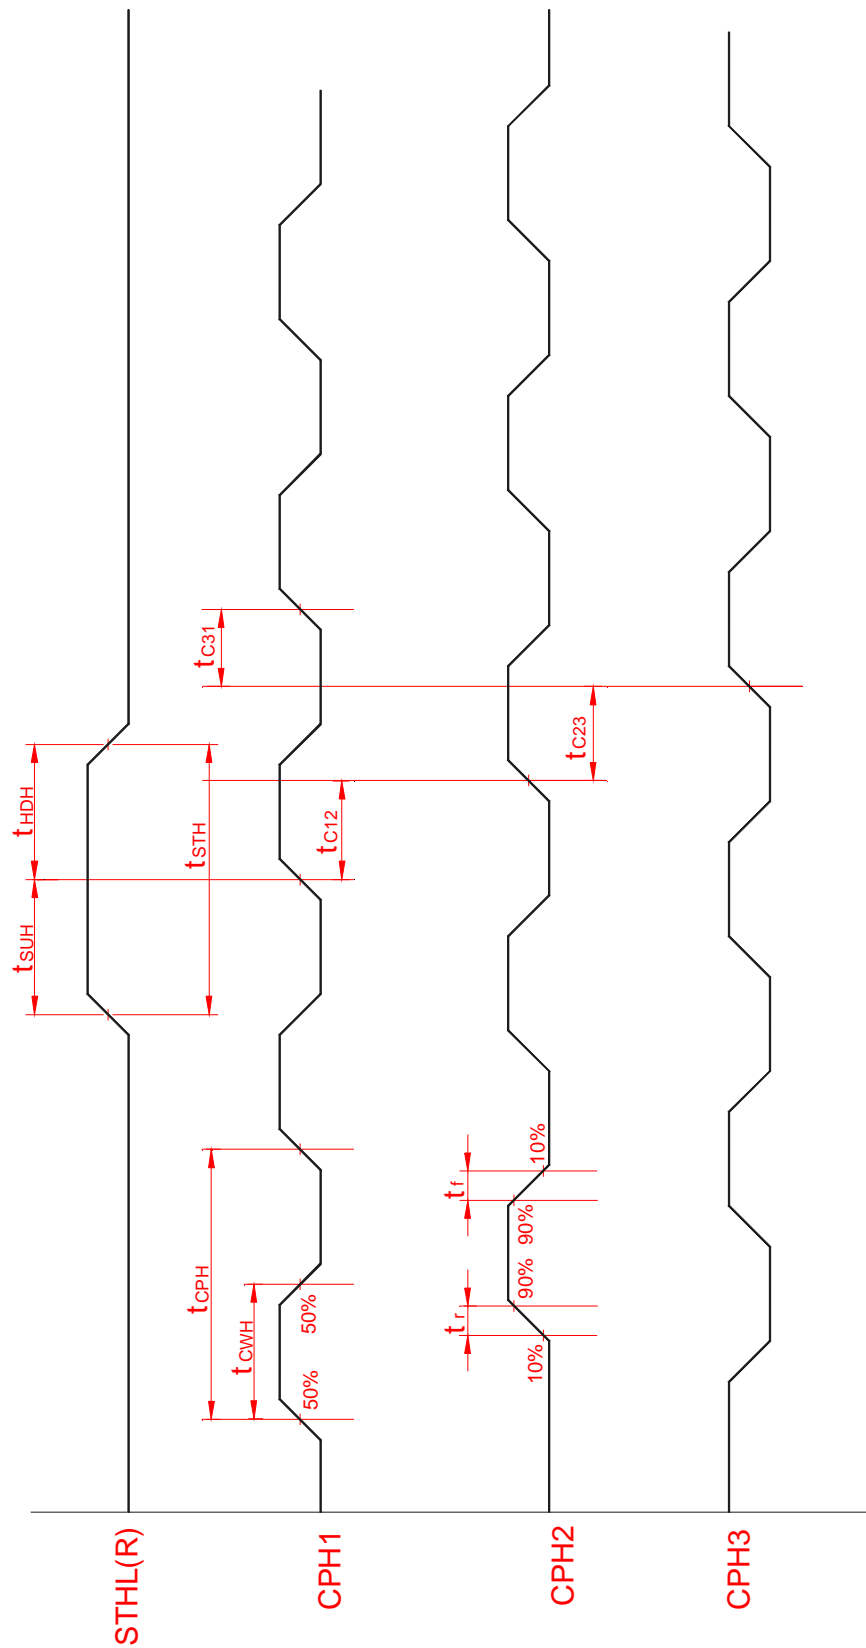 STHL(R)
tSUH
tHDH
tSTH
CPH1
tCPH
tCWH
50%
50%
tC12
tC31
CPH2
tr
tf
10%
90%
90%
10%
tC23
CPH3